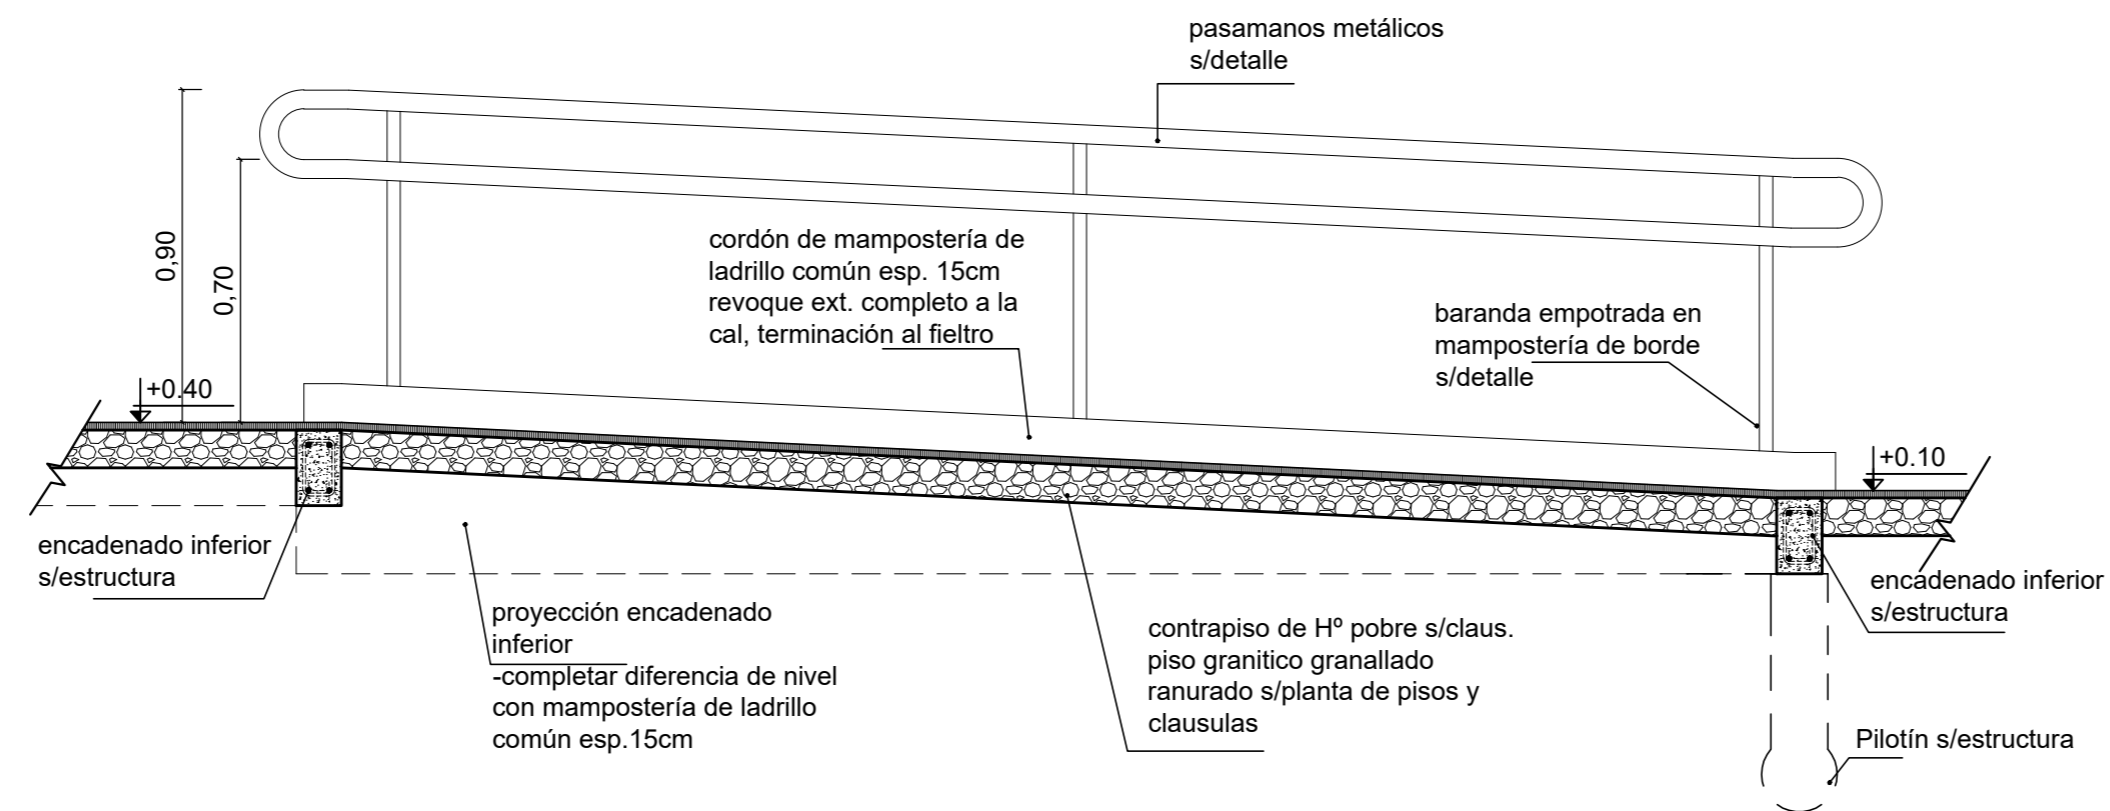 pasamanos metálicos
s/detalle
0,90
0,70
cordón de mampostería de
ladrillo común esp. 15cm
revoque ext. completo a la
cal, terminación al fieltro
baranda empotrada en
mampostería de borde
s/detalle
+0.40
+0.10
encadenado inferior
s/estructura
proyección encadenado
inferior
-completar diferencia de nivel
con mampostería de ladrillo
común esp.15cm
contrapiso de Hº pobre s/claus.
piso granitico granallado
ranurado s/planta de pisos y
clausulas
encadenado inferior
s/estructura
Pilotín s/estructura